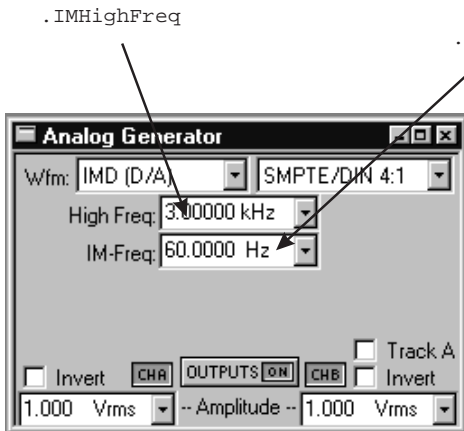 .IMHighFreq
.
Analog Generator
Wfm: IMD (D/A) SMPTE/DIN 4:1
High Freq: 3.00000 kHz
IM-Freq: 60.0000 Hz
Track A
Invert CHA OUTPUTS ON CHB Invert
1.000 Vrms -- Amplitude -- 1.000 Vrms